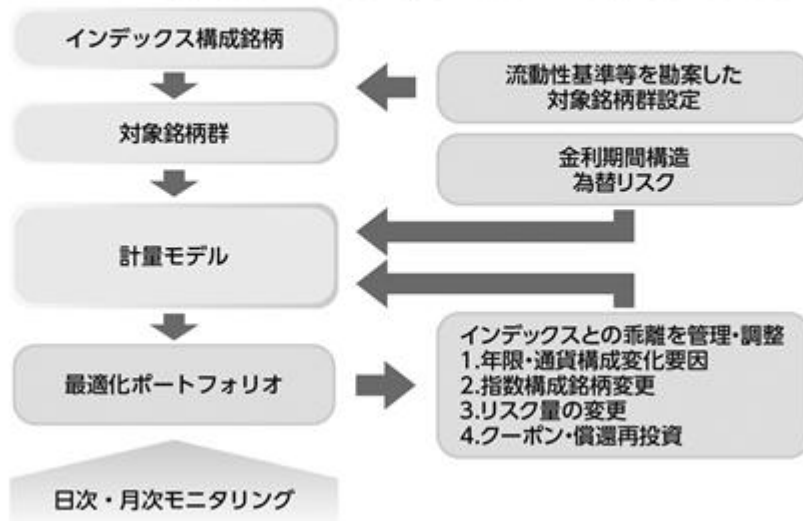 インデックス構成銘柄
流動性基準等を勘案した
対象銘柄群設定
対象銘柄群
金利期間構造
為替リスク
計量モデル
最適化ポートフォリオ
インデックスとの乖離を管理・調整
1.年限・通貨構成変化要因
2.指数構成銘柄変更
3.リスク量の変更
4.クーポン・償還再投資
日次・月次モニタリング